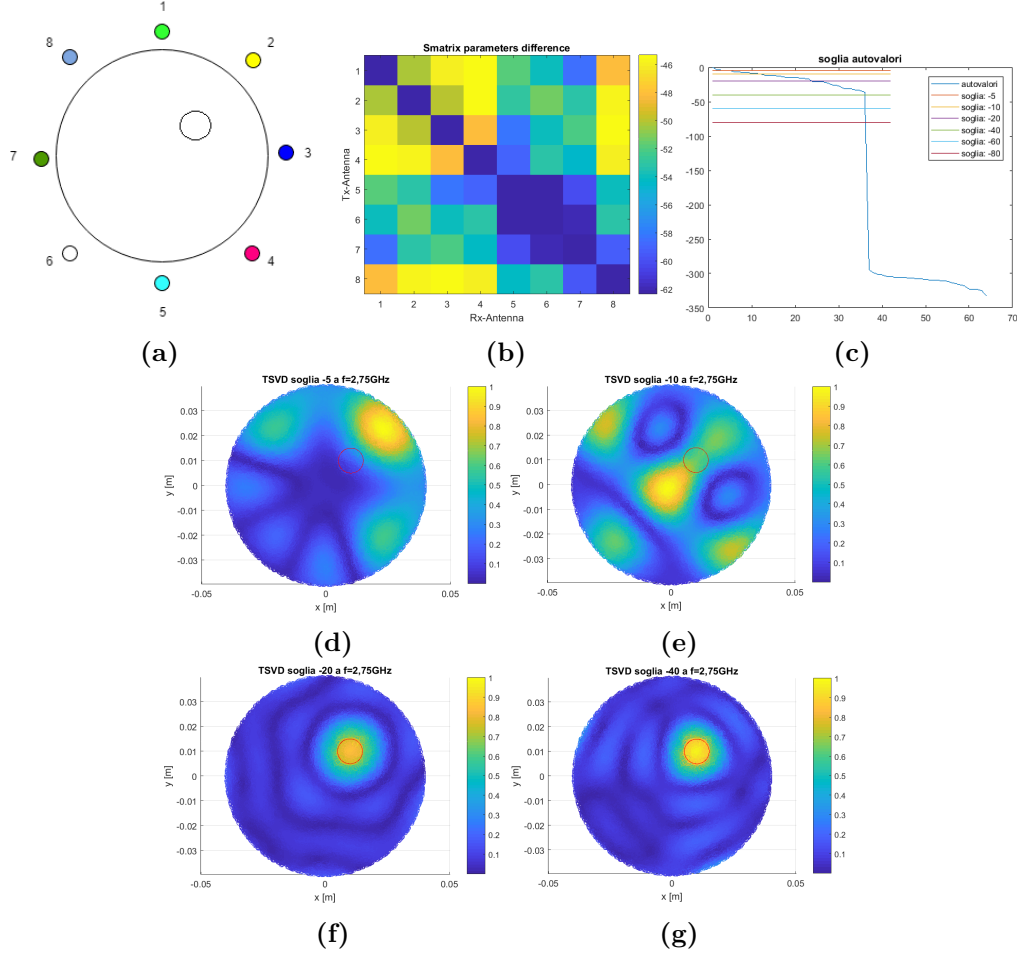 1
8
2
7
3
6
4
5
(a)
Smatrix parameters difference
Tx-Antenna
1
2
3
4
5
6
7
8
1 2 3 4 5 6 7 8
Rx-Antenna
-46
-48
-50
-52
-54
-56
-58
-60
-62
(b)
soglia autovalori
0
-50
-100
-150
-200
-250
-300
-350
0 10 20 30 40 50 60 70
autovalori
soglia: -5
soglia: -10
soglia: -20
soglia: -40
soglia: -60
soglia: -80
(c)
TSVD soglia -5 a f=2,75GHz
y [m]
0.03
0.02
0.01
0
-0.01
-0.02
-0.03
-0.05 0 0.05
x [m]
1
0.9
0.8
0.7
0.6
0.5
0.4
0.3
0.2
0.1
(d)
TSVD soglia -10 a f=2,75GHz
y [m]
0.03
0.02
0.01
0
-0.01
-0.02
-0.03
-0.05 0 0.05
x [m]
1
0.9
0.8
0.7
0.6
0.5
0.4
0.3
0.2
0.1
(e)
TSVD soglia -20 a f=2,75GHz
y [m]
0.03
0.02
0.01
0
-0.01
-0.02
-0.03
-0.05 0 0.05
x [m]
1
0.9
0.8
0.7
0.6
0.5
0.4
0.3
0.2
0.1
(f)
TSVD soglia -40 a f=2,75GHz
y [m]
0.03
0.02
0.01
0
-0.01
-0.02
-0.03
-0.05 0 0.05
x [m]
1
0.9
0.8
0.7
0.6
0.5
0.4
0.3
0.2
0.1
(g)